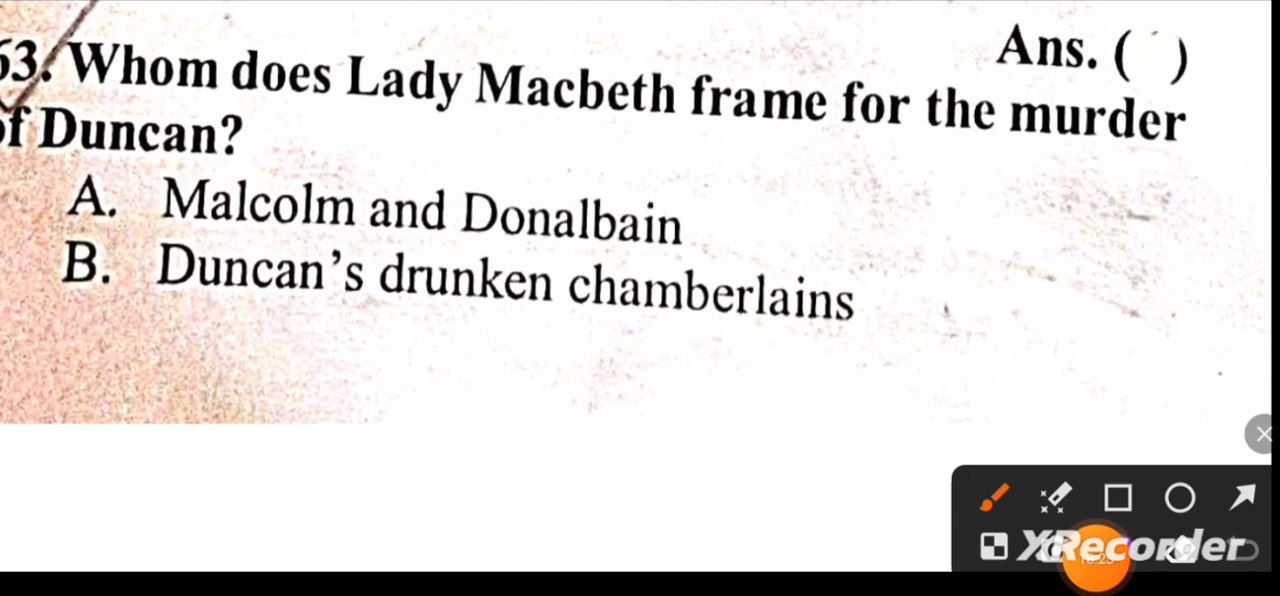 Ans. ( )
63. Whom does Lady Macbeth frame for the murder
of Duncan?
A. Malcolm and Donalbain
B. Duncan's drunken chamberlains
XRecorder